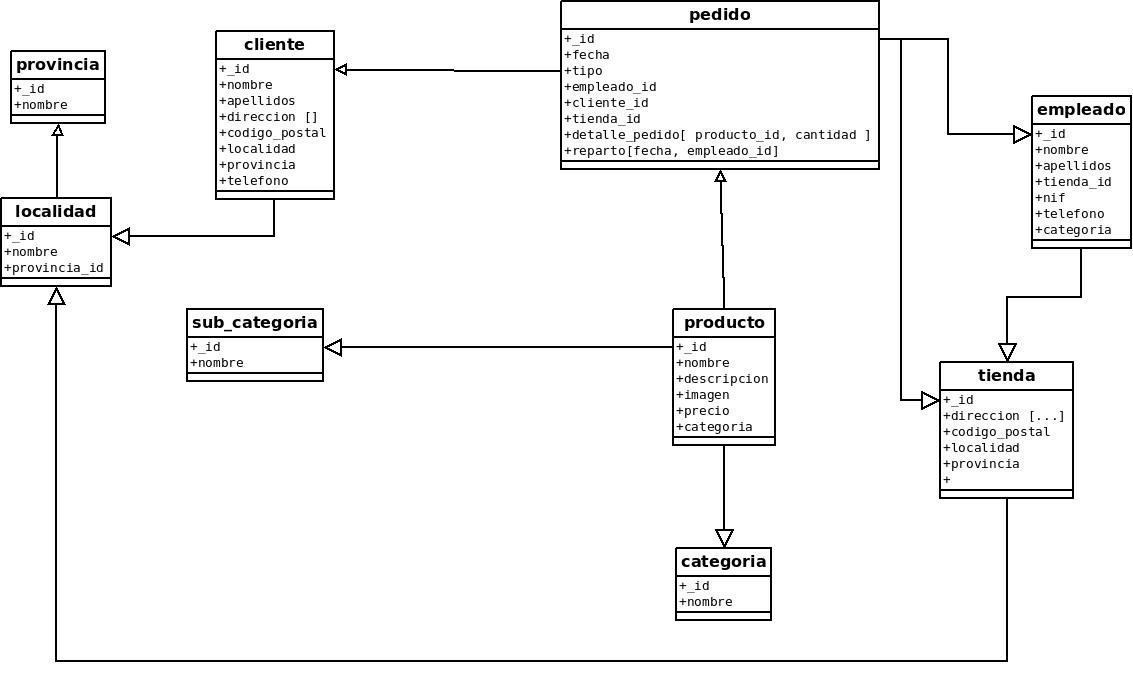 pedido
+_id
+fecha
+tipo
+empleado_id
+cliente_id
+tienda_id
+detalle_pedido[ producto_id, cantidad ]
+reparto[fecha, empleado_id]
cliente
+_id
+nombre
+apellidos
+direccion []
+codigo_postal
+localidad
+provincia
+telefono
provincia
+_id
+nombre
empleado
+_id
+nombre
+apellidos
+tienda_id
+nif
+telefono
+categoria
localidad
+_id
+nombre
+provincia_id
sub_categoria
+_id
+nombre
producto
+_id
+nombre
+descripcion
+imagen
+precio
+categoria
tienda
+_id
+direccion [...]
+codigo_postal
+localidad
+provincia
+
categoria
+_id
+nombre